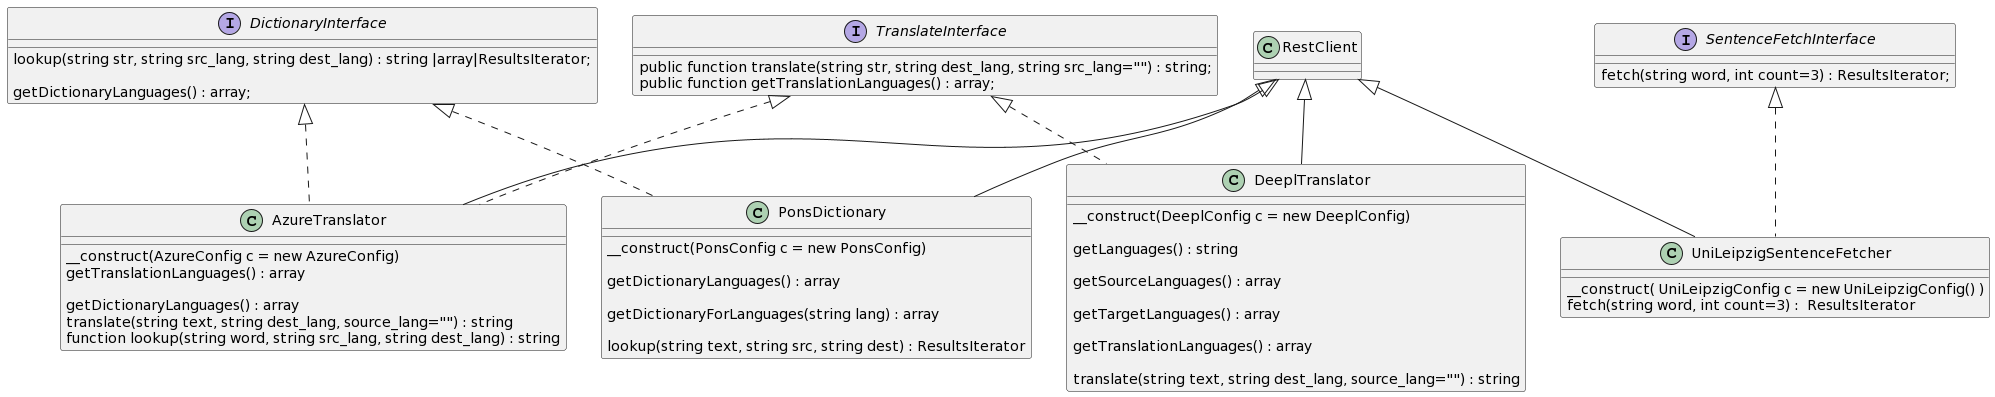 I DictionaryInterface
lookup(string str, string src_lang, string dest_lang) : string |array|ResultsIterator;
getDictionaryLanguages() : array;
I TranslateInterface
public function translate(string str, string dest_lang, string src_lang="") : string;
public function getTranslationLanguages() : array;
C RestClient
I SentenceFetchInterface
fetch(string word, int count=3) : ResultsIterator;
C AzureTranslator
__construct(AzureConfig c = new AzureConfig)
getTranslationLanguages() : array
getDictionaryLanguages() : array
translate(string text, string dest_lang, source_lang="") : string
function lookup(string word, string src_lang, string dest_lang) : string
C PonsDictionary
__construct(PonsConfig c = new PonsConfig)
getDictionaryLanguages() : array
getDictionaryForLanguages(string lang) : array
lookup(string text, string src, string dest) : ResultsIterator
C DeeplTranslator
__construct(DeeplConfig c = new DeeplConfig)
getLanguages() : string
getSourceLanguages() : array
getTargetLanguages() : array
getTranslationLanguages() : array
translate(string text, string dest_lang, source_lang="") : string
C UniLeipzigSentenceFetcher
__construct( UniLeipzigConfig c = new UniLeipzigConfig() )
fetch(string word, int count=3) :  ResultsIterator